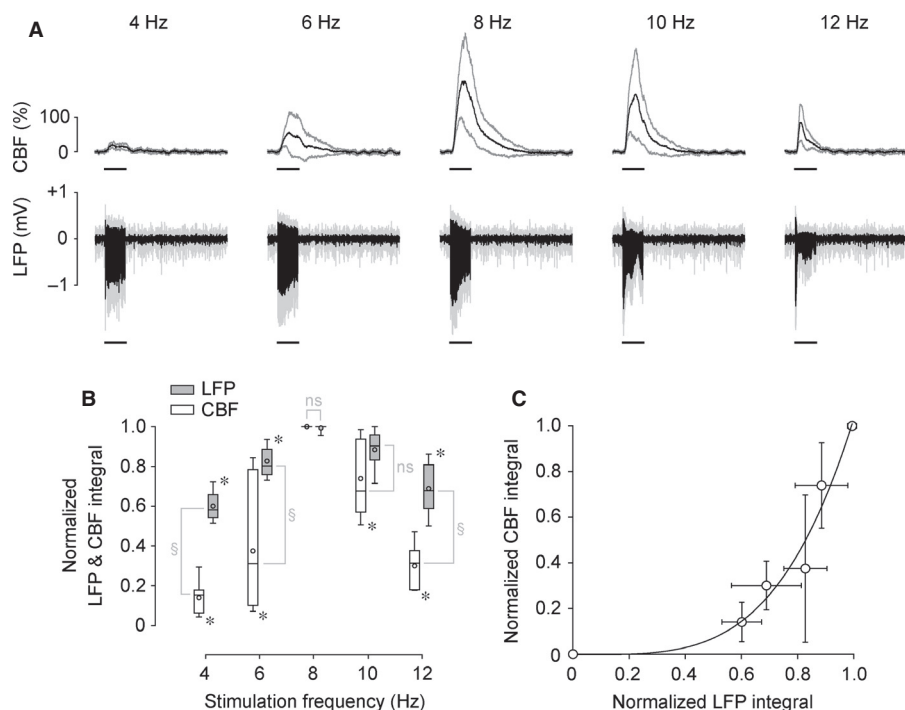 A
4 Hz
6 Hz
8 Hz
10 Hz
12 Hz
CBF (%)
100
0
LFP (mV)
+1
0
−1
B
LFP
CBF
Normalized
LFP & CBF integral
1.0
0.8
0.6
0.4
0.2
0
§
*
*
§
*
*
ns
ns
*
§
*
*
4
6
8
10
12
Stimulation frequency (Hz)
C
Normalized CBF integral
1.0
0.8
0.6
0.4
0.2
0
0
0.2
0.4
0.6
0.8
1.0
Normalized LFP integral